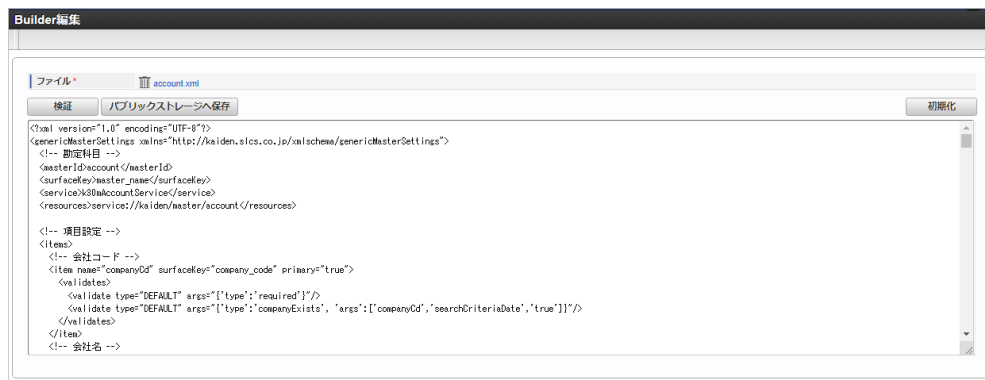 Builder編集
ファイル* account.xml
検証 パブリックストレージへ保存 初期化
<?xml version="1.0" encoding="UTF-8"?>
<genericMasterSettings xmlns="http://kaiden.slcs.co.jp/xmlschema/genericMasterSettings">
<!-- 勘定科目 -->
<masterId>account</masterId>
<surfaceKey>master_name</surfaceKey>
<service>k30mAccountService</service>
<resources>service://kaiden/master/account</resources>
<!-- 項目設定 -->
<items>
<!-- 会社コード -->
<item name="companyCd" surfaceKey="company_code" primary="true">
<validates>
<validate type="DEFAULT" args="{'type':'required'}"/>
<validate type="DEFAULT" args="{'type':'companyExists', 'args':['companyCd','searchCriteriaDate','true']}"/>
</validates>
</item>
<!-- 会社名 -->